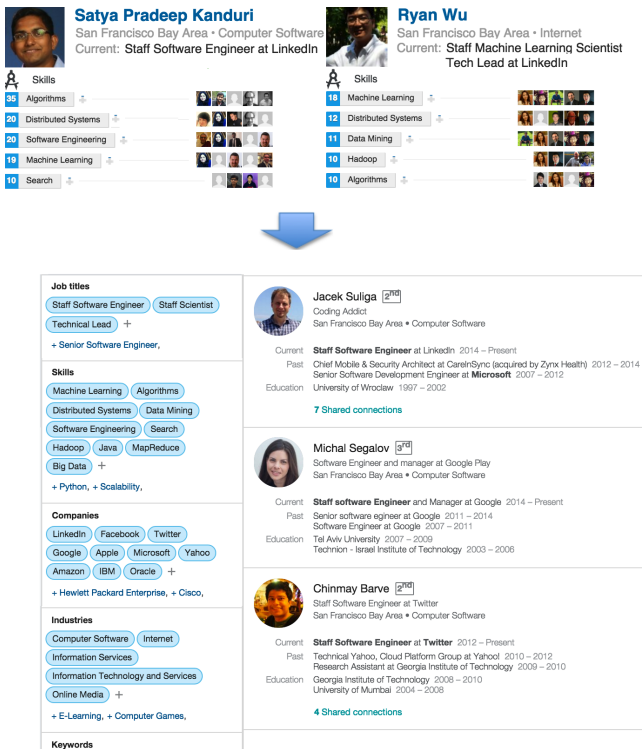 Satya Pradeep Kanduri
San Francisco Bay Area • Computer Software
Current: Staff Software Engineer at LinkedIn
Skills
35 Algorithms
20 Distributed Systems
20 Software Engineering
19 Machine Learning
10 Search
Ryan Wu
San Francisco Bay Area • Internet
Current: Staff Machine Learning Scientist
Tech Lead at LinkedIn
Skills
18 Machine Learning
12 Distributed Systems
11 Data Mining
10 Hadoop
10 Algorithms
Job titles
Staff Software Engineer Staff Scientist
Technical Lead +
+ Senior Software Engineer,
Skills
Machine Learning Algorithms
Distributed Systems Data Mining
Software Engineering Search
Hadoop Java MapReduce
Big Data +
+ Python, + Scalability,
Companies
LinkedIn Facebook Twitter
Google Apple Microsoft Yahoo
Amazon IBM Oracle +
+ Hewlett Packard Enterprise, + Cisco,
Industries
Computer Software Internet
Information Services
Information Technology and Services
Online Media +
+ E-Learning, + Computer Games,
Keywords
Jacek Suliga 2nd
Coding Addict
San Francisco Bay Area • Computer Software
Current Staff Software Engineer at LinkedIn 2014 – Present
Past Chief Mobile & Security Architect at CareInSync (acquired by Zynx Health) 2012 – 2014
Senior Software Development Engineer at Microsoft 2007 – 2012
Education University of Wroclaw 1997 – 2002
7 Shared connections
Michal Segalov 3rd
Software Engineer and manager at Google Play
San Francisco Bay Area • Computer Software
Current Staff software Engineer and Manager at Google 2014 – Present
Past Senior software egineer at Google 2011 – 2014
Software Engineer at Google 2007 – 2011
Education Tel Aviv University 2007 – 2009
Technion - Israel Institute of Technology 2003 – 2006
Chinmay Barve 2nd
Staff Software Engineer at Twitter
San Francisco Bay Area • Computer Software
Current Staff Software Engineer at Twitter 2012 – Present
Past Technical Yahoo, Cloud Platform Group at Yahoo! 2010 – 2012
Research Assistant at Georgia Institute of Technology 2009 – 2010
Education Georgia Institute of Technology 2008 – 2010
University of Mumbai 2004 – 2008
4 Shared connections